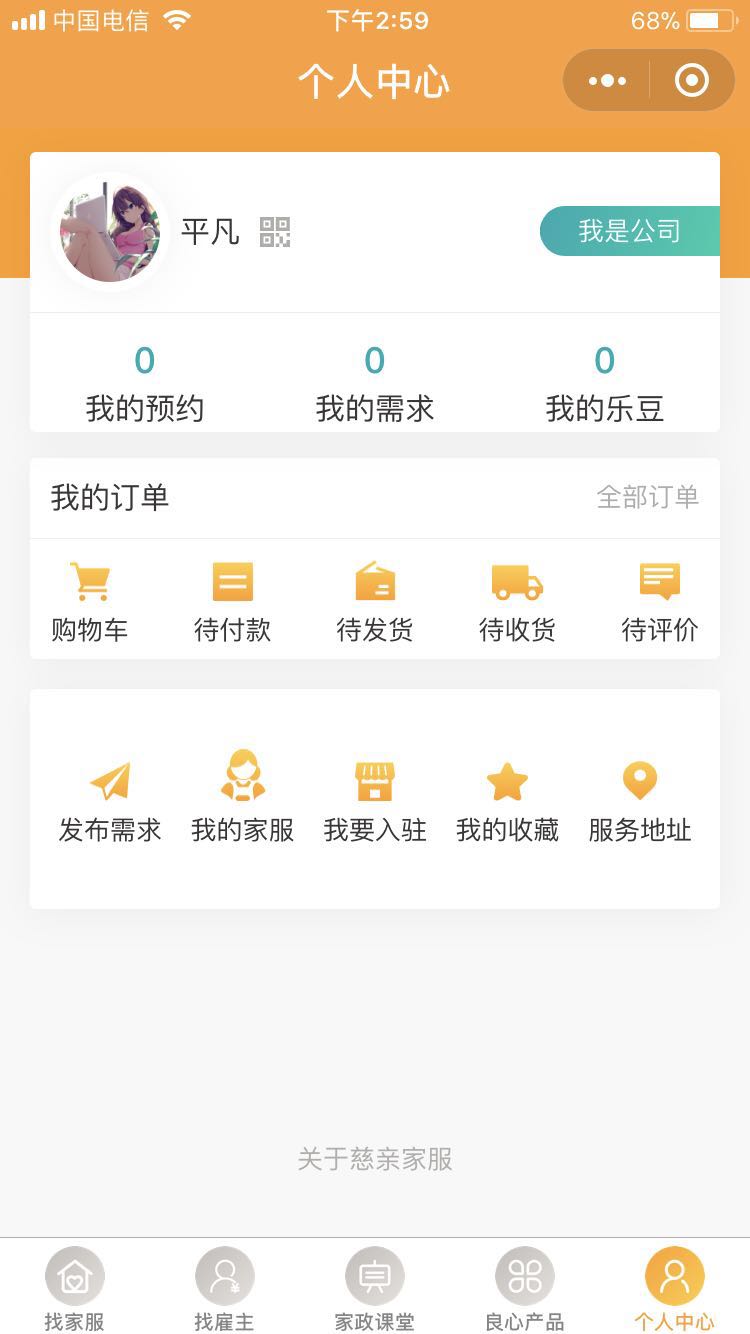 中国电信 下午2:59 68%
个人中心
平凡
我是公司
0 0 0
我的预约 我的需求 我的乐豆
我的订单 全部订单
购物车 待付款 待发货 待收货 待评价
发布需求 我的家服 我要入驻 我的收藏 服务地址
关于慈亲家服
找家服 找雇主 家政课堂 良心产品 个人中心